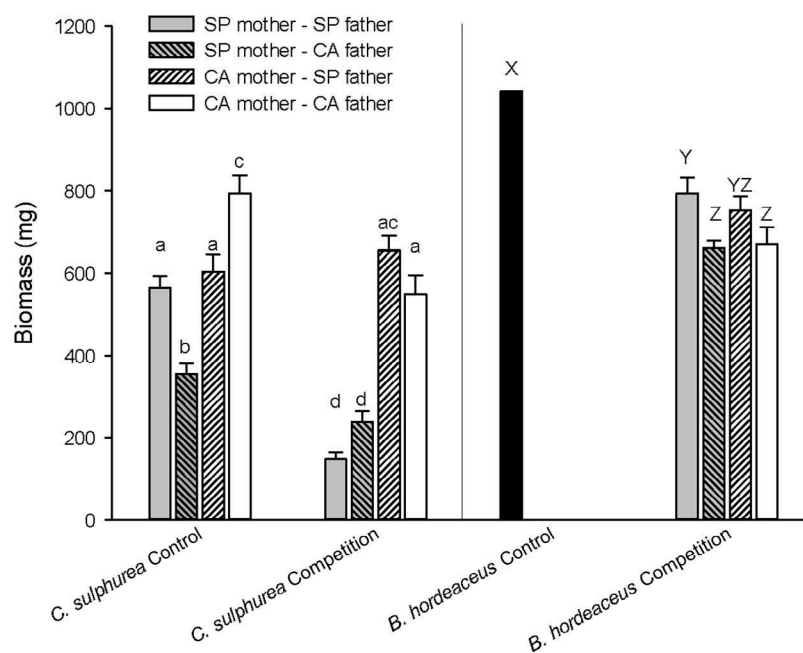 SP mother - SP father
SP mother - CA father
CA mother - SP father
CA mother - CA father
Biomass (mg)
1200
1000
800
600
400
200
0
a
b
a
c
d
d
ac
a
X
Y
Z
YZ
Z
C. sulphurea Control
C. sulphurea Competition
B. hordeaceus Control
B. hordeaceus Competition